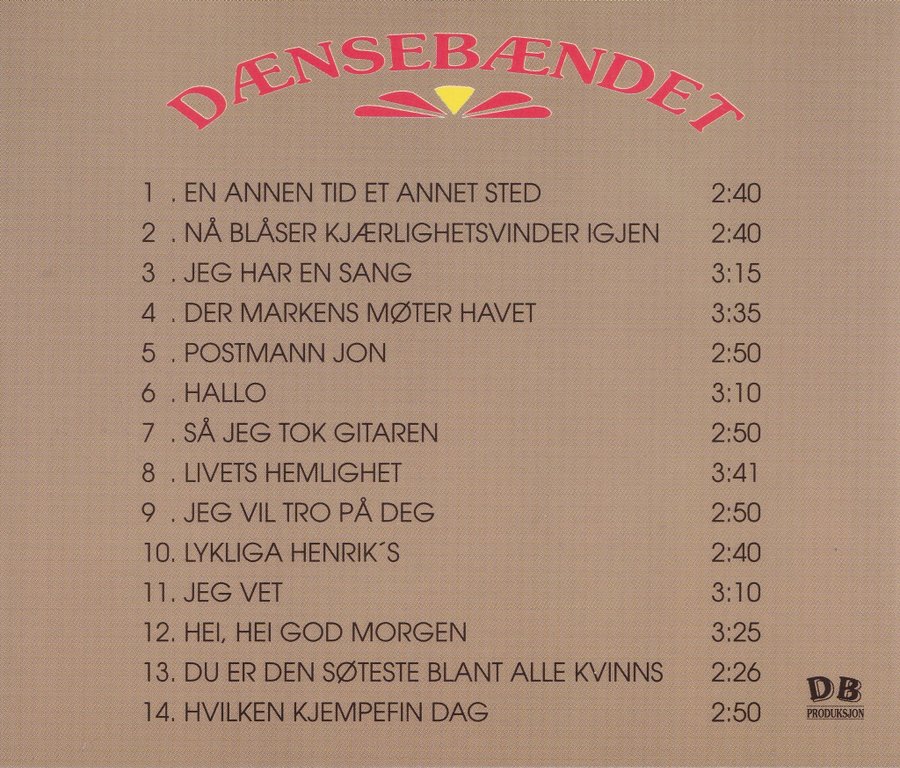 DÆNSEBÆNDET
1 . EN ANNEN TID ET ANNET STED 2:40
2 . NÅ BLÅSER KJÆRLIGHETSVINDER IGJEN 2:40
3 . JEG HAR EN SANG 3:15
4 . DER MARKENS MØTER HAVET 3:35
5 . POSTMANN JON 2:50
6 . HALLO 3:10
7 . SÅ JEG TOK GITAREN 2:50
8 . LIVETS HEMLIGHET 3:41
9 . JEG VIL TRO PÅ DEG 2:50
10. LYKLIGA HENRIK´S 2:40
11. JEG VET 3:10
12. HEI, HEI GOD MORGEN 3:25
13. DU ER DEN SØTESTE BLANT ALLE KVINNS 2:26
14. HVILKEN KJEMPEFIN DAG 2:50
DB
PRODUKSJON